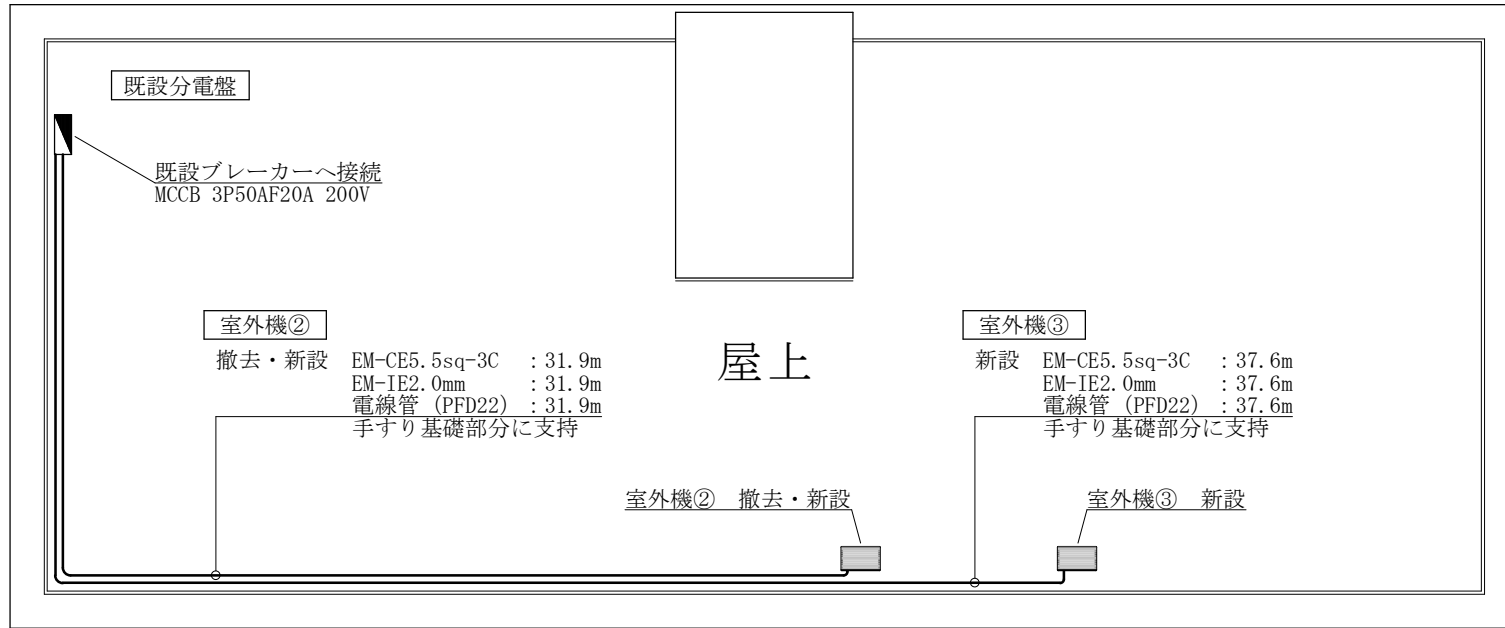 既設分電盤
既設ブレーカーへ接続
MCCB 3P50AF20A 200V
室外機②
撤去・新設 EM-CE5.5sq-3C :31.9m
EM-IE2.0mm :31.9m
電線管 (PFD22) :31.9m
手すり基礎部分に支持
屋上
室外機③
新設 EM-CE5.5sq-3C :37.6m
EM-IE2.0mm :37.6m
電線管 (PFD22) :37.6m
手すり基礎部分に支持
室外機② 撤去・新設
室外機③ 新設